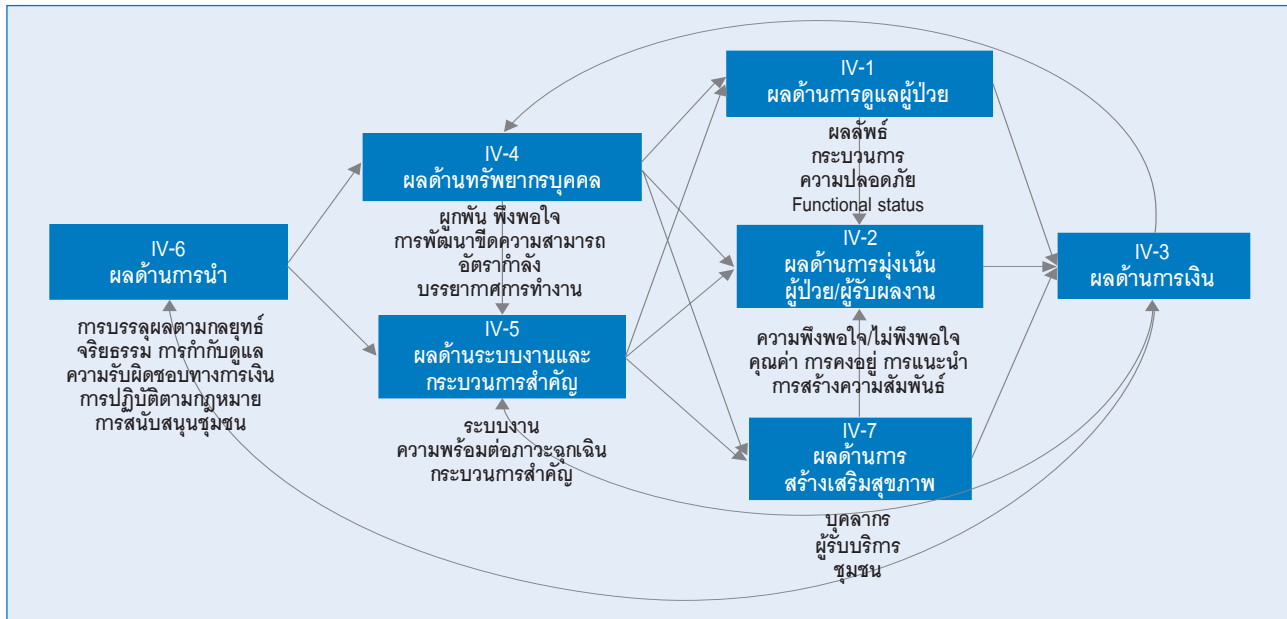 IV-1
ผลด้านการดูแลผู้ป่วย
ผลลัพธ์
กระบวนการ
ความปลอดภัย
Functional status
IV-4
ผลด้านทรัพยากรบุคคล
ผูกพัน พึงพอใจ
การพัฒนาขีดความสามารถ
อัตรากำลัง
บรรยากาศการทำงาน
IV-6
ผลด้านการนำ
การบรรลุผลตามกลยุทธ์
จริยธรรม การกำกับดูแล
ความรับผิดชอบทางการเงิน
การปฏิบัติตามกฎหมาย
การสนับสนุนชุมชน
IV-2
ผลด้านการมุ่งเน้น
ผู้ป่วย/ผู้รับผลงาน
ความพึงพอใจ/ไม่พึงพอใจ
คุณค่า การคงอยู่ การแนะนำ
การสร้างความสัมพันธ์
IV-3
ผลด้านการเงิน
IV-5
ผลด้านระบบงานและ
กระบวนการสำคัญ
ระบบงาน
ความพร้อมต่อภาวะฉุกเฉิน
กระบวนการสำคัญ
IV-7
ผลด้านการ
สร้างเสริมสุขภาพ
บุคลากร
ผู้รับบริการ
ชุมชน